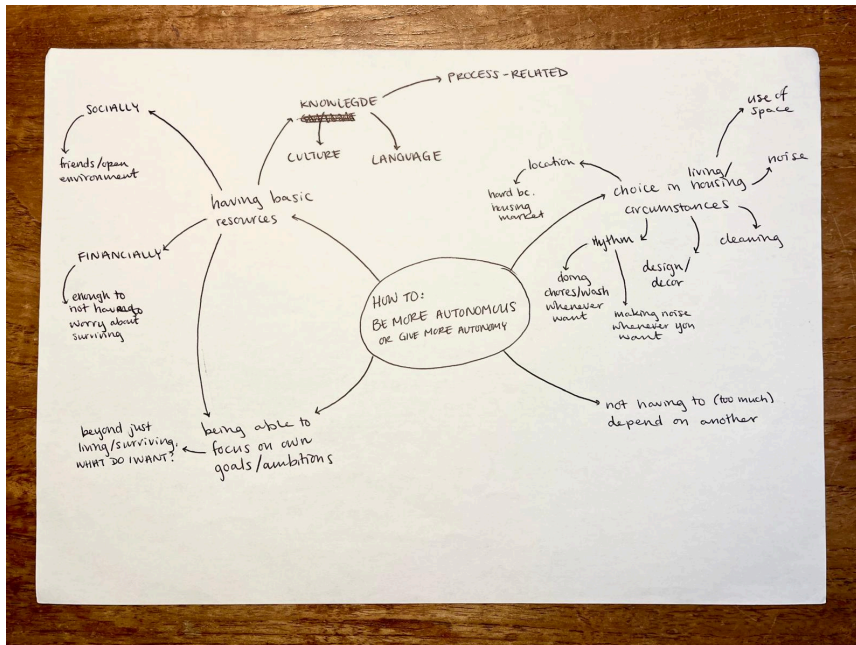 HOW TO:
BE MORE AUTONOMOUS
OR GIVE MORE AUTONOMY
having basic
resources
SOCIALLY
friends/open
environment
KNOWLEGDE
PROCESS-RELATED
CULTURE
LANGUAGE
FINANCIALLY
enough to
not have to
worry about
surviving
being able to
focus on own
goals/ambitions
beyond just
living/surviving.
WHAT DO I WANT?
choice in living/
housing
circumstances
location
hard bc.
housing
market
use of
space
noise
cleaning
design/
decor
rhythm
doing
chores/wash
whenever
want
making noise
whenever you
want
not having to (too much)
depend on another